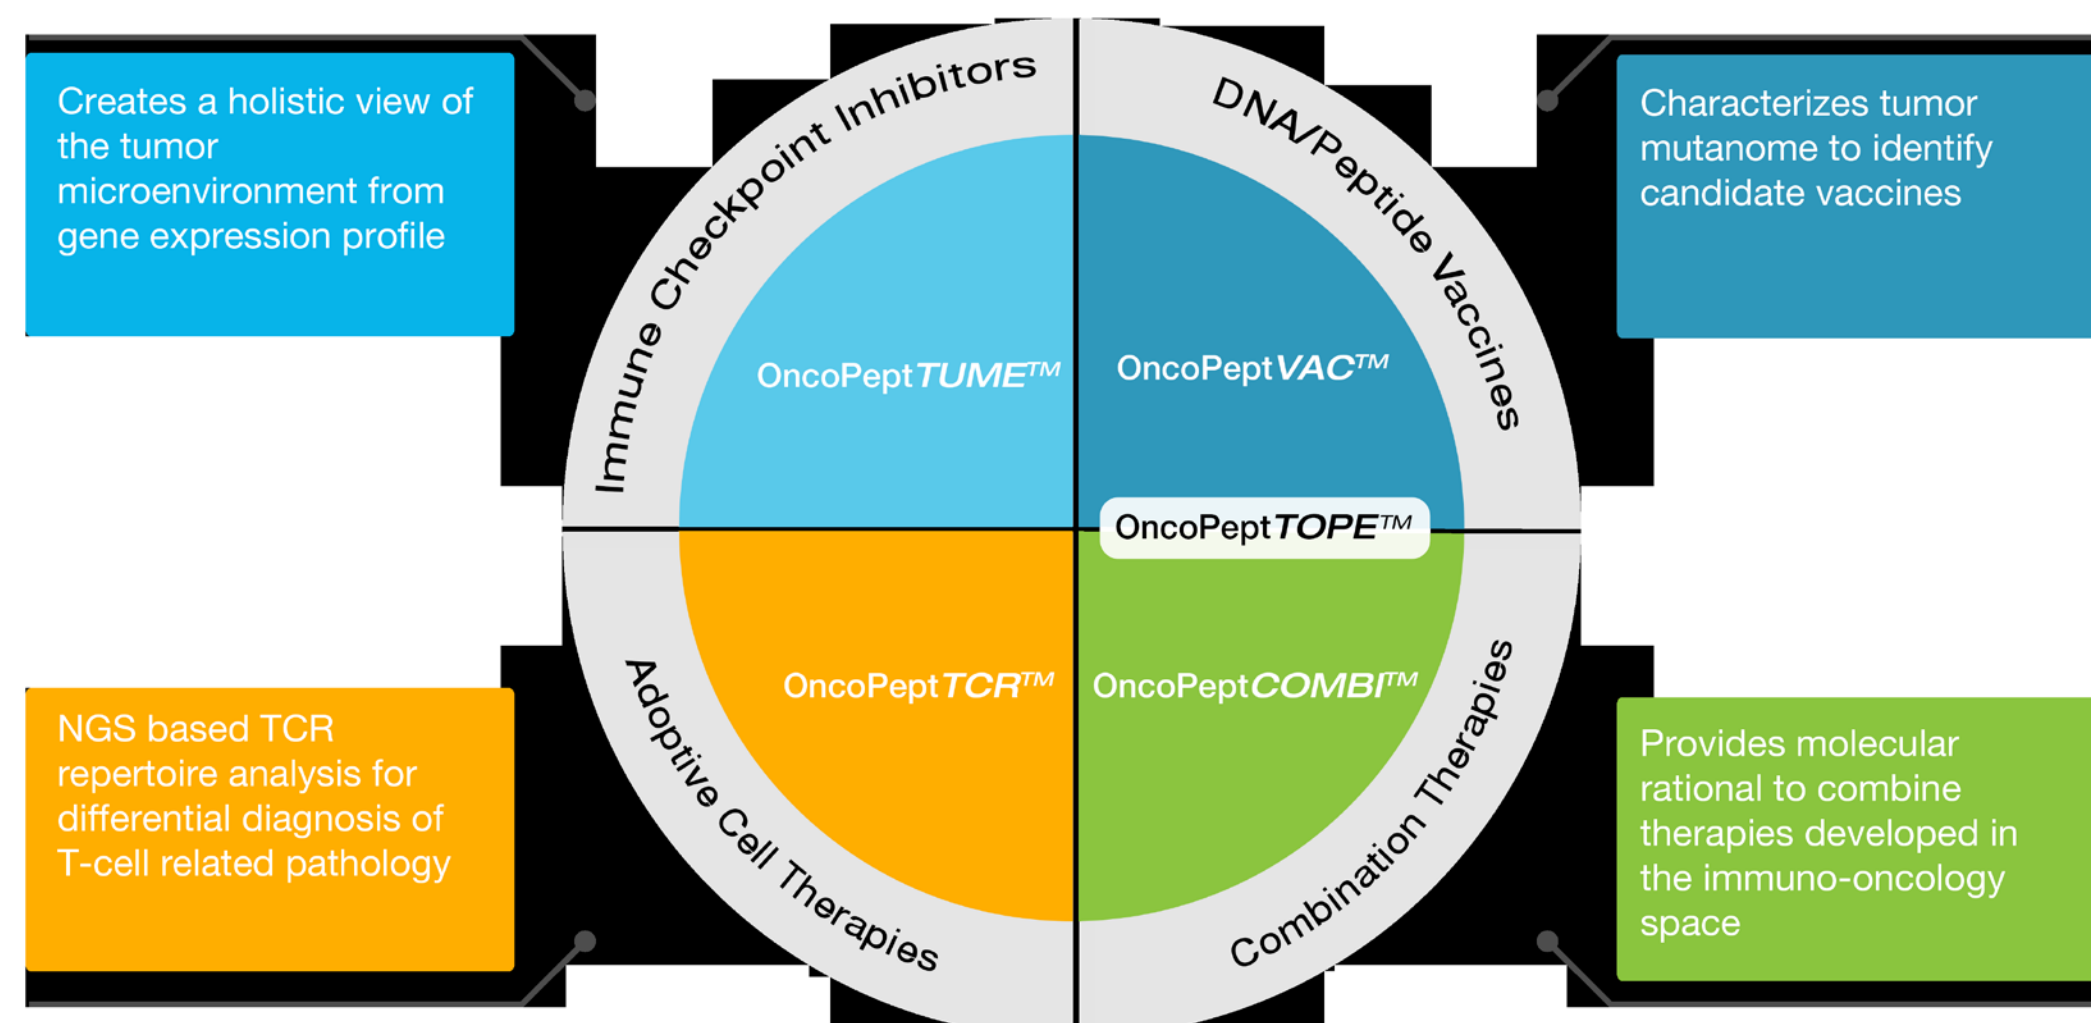 Creates a holistic view of
the tumor
microenvironment from
gene expression profile
Immune Checkpoint Inhibitors
DNA/Peptide Vaccines
Characterizes tumor
mutanome to identify
candidate vaccines
OncoPeptTUME™
OncoPeptVAC™
OncoPeptTOPE™
OncoPeptTCR™
OncoPeptCOMBI™
NGS based TCR
repertoire analysis for
differential diagnosis of
T-cell related pathology
Adoptive Cell Therapies
Combination Therapies
Provides molecular
rational to combine
therapies developed in
the immuno-oncology
space